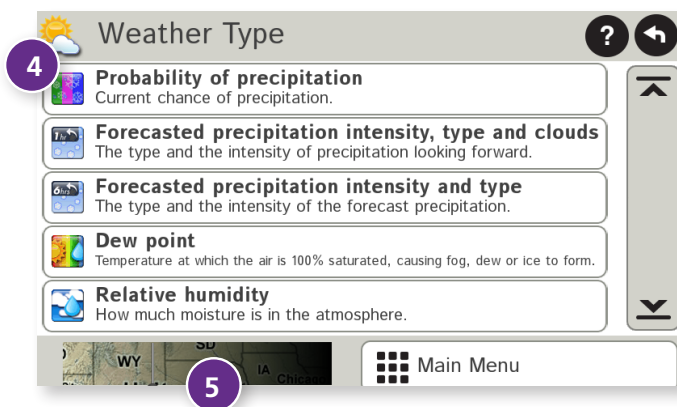 Weather Type
?
4
Probability of precipitation
Current chance of precipitation.
1hr
Forecasted precipitation intensity, type and clouds
The type and the intensity of precipitation looking forward.
6hrs
Forecasted precipitation intensity and type
The type and the intensity of the forecast precipitation.
Dew point
Temperature at which the air is 100% saturated, causing fog, dew or ice to form.
Relative humidity
How much moisture is in the atmosphere.
SD
WY
IA
Chicago
5
Main Menu